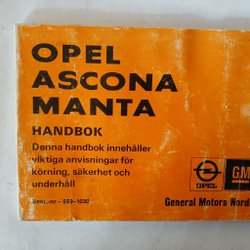 OPEL
ASCONA
MANTA
HANDBOK
Denna handbok innehåller
viktiga anvisningar för
körning, säkerhet och
underhåll
OPEL
GM
General Motors Nord